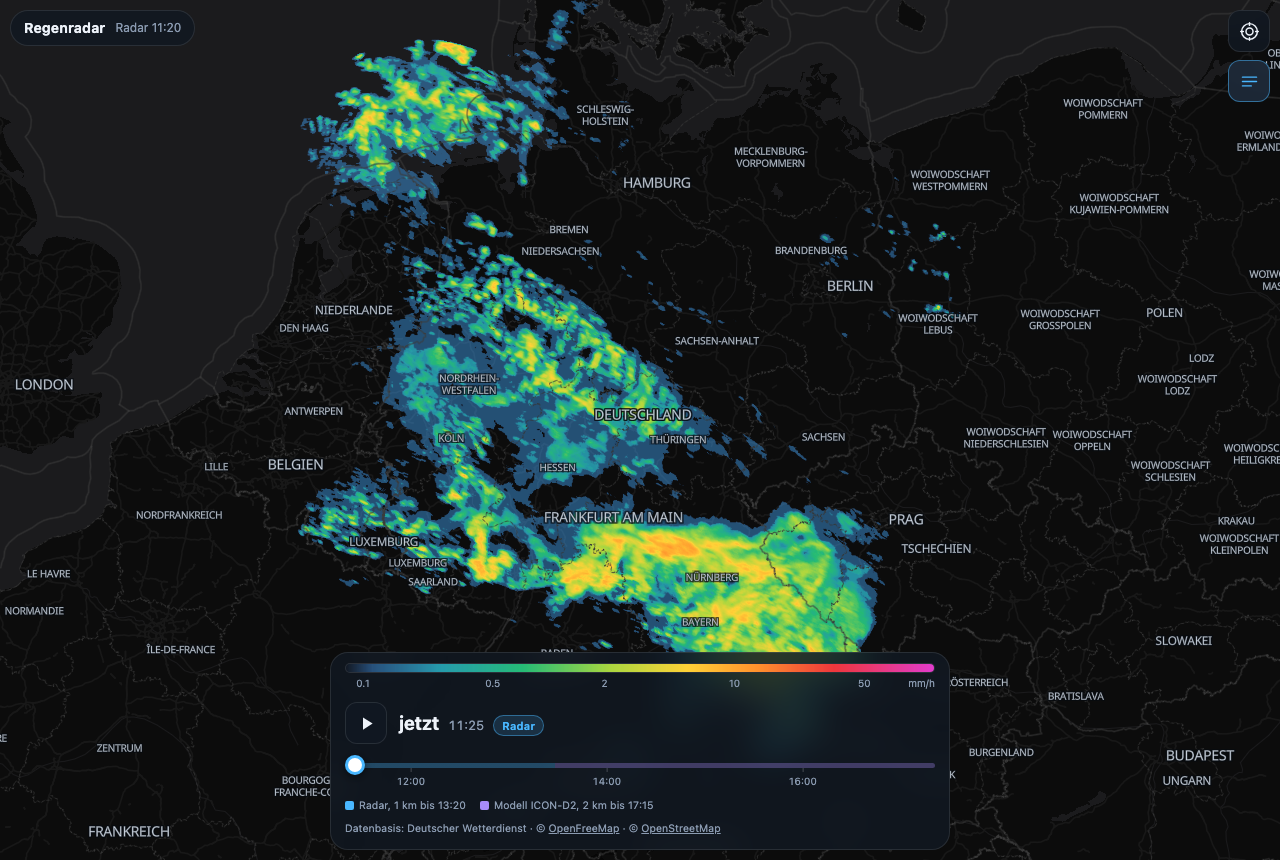 Regenradar Radar 11:20
SCHLESWIG-
HOLSTEIN
WOIWODSCHAFT
POMMERN
MECKLENBURG-
VORPOMMERN
HAMBURG
WOIWODSCHAFT
WESTPOMMERN
WOIWODSCHAFT
KUJAWIEN-POMMERN
BREMEN
NIEDERSACHSEN
BRANDENBURG
BERLIN
NIEDERLANDE
DEN HAAG
WOIWODSCHAFT
LEBUS
WOIWODSCHAFT
GROSSPOLEN
POLEN
SACHSEN-ANHALT
LODZ
LONDON
NORDRHEIN-
WESTFALEN
WOIWODSCHAFT
LODZ
ANTWERPEN
DEUTSCHLAND
KÖLN
THÜRINGEN
SACHSEN
WOIWODSCHAFT
NIEDERSCHLESIEN
WOIWODSCHAFT
OPPELN
LILLE
BELGIEN
HESSEN
WOIWODSCHAFT
SCHLESIEN
NORDFRANKREICH
FRANKFURT AM MAIN
PRAG
KRAKAU
LUXEMBURG
TSCHECHIEN
WOIWODSCHAFT
KLEINPOLEN
LUXEMBURG
LE HAVRE
SAARLAND
NÜRNBERG
NORMANDIE
BAYERN
ÎLE-DE-FRANCE
SLOWAKEI
ÖSTERREICH
BRATISLAVA
0.1 0.5 2 10 50 mm/h
jetzt 11:25 Radar
ZENTRUM
BURGENLAND
BUDAPEST
UNGARN
12:00 14:00 16:00
Radar, 1 km bis 13:20 Modell ICON-D2, 2 km bis 17:15
Datenbasis: Deutscher Wetterdienst · © OpenFreeMap · © OpenStreetMap
FRANKREICH